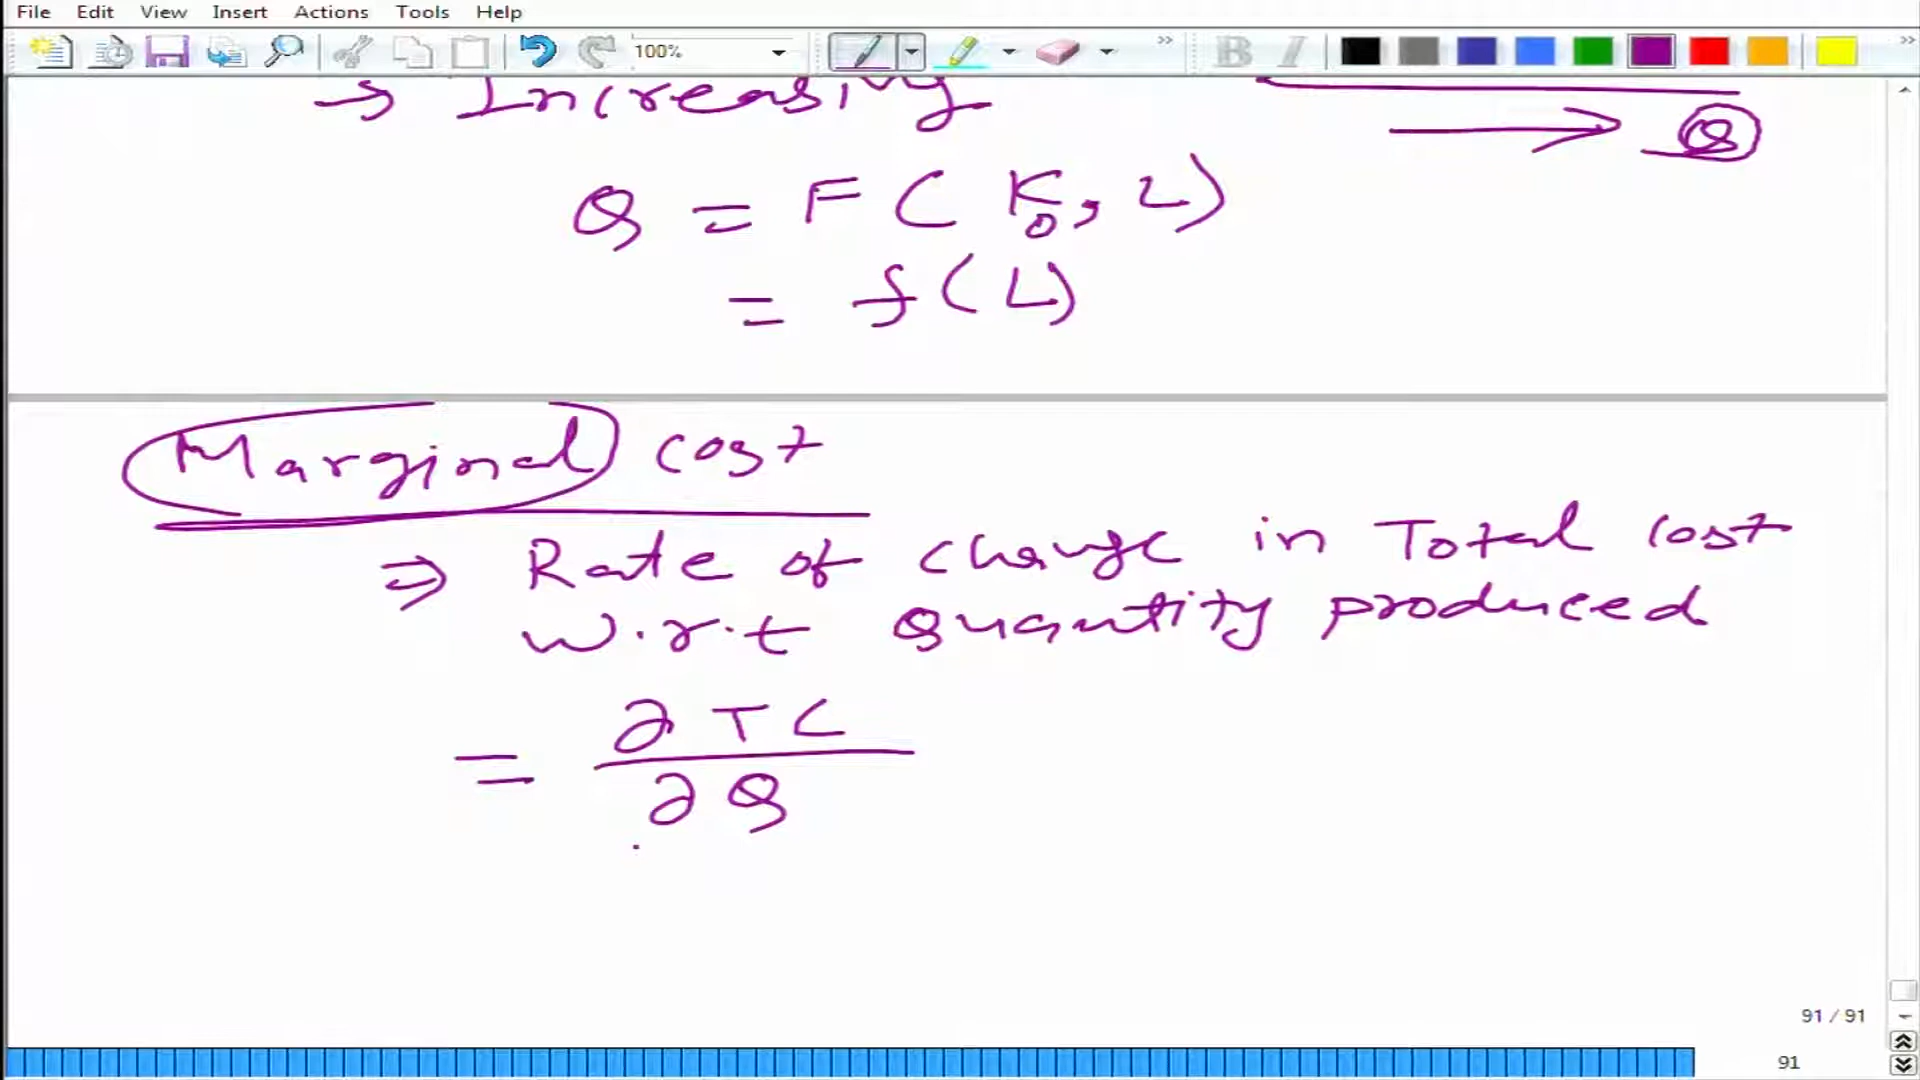 File Edit View Insert Actions Tools Help
100%
→ Increasing
Q
Q = F ( K₀, L )
= f ( L )
Marginal cost
⇒ Rate of change in Total cost
w.r.t Quantity produced
= ∂ T C
∂ Q
91 / 91
91